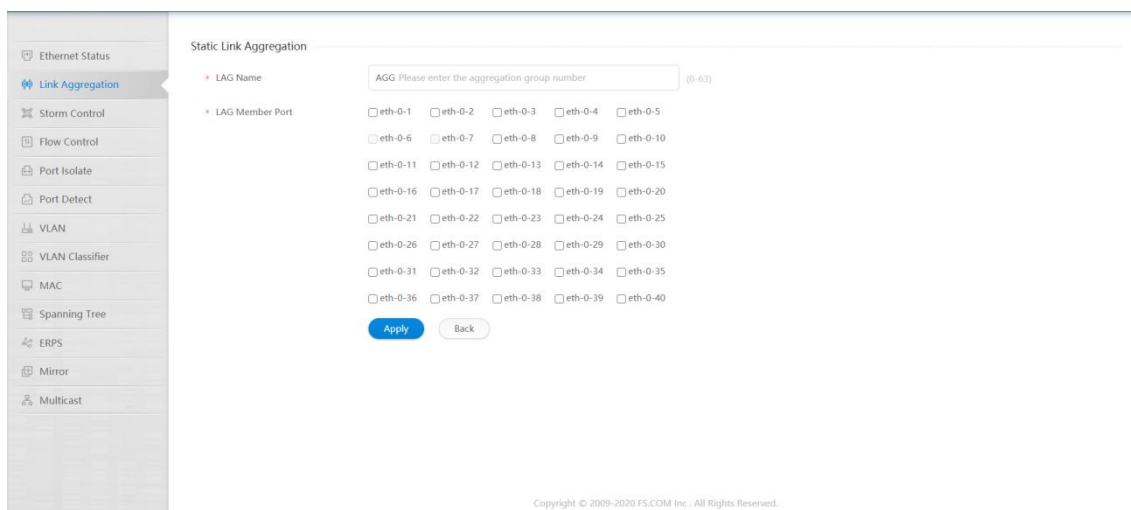 Static Link Aggregation
Ethernet Status
Link Aggregation
Storm Control
Flow Control
Port Isolate
Port Detect
VLAN
VLAN Classifier
MAC
Spanning Tree
ERPS
Mirror
Multicast
* LAG Name
AGG Please enter the aggregation group number
(0-63)
* LAG Member Port
eth-0-1 eth-0-2 eth-0-3 eth-0-4 eth-0-5
eth-0-6 eth-0-7 eth-0-8 eth-0-9 eth-0-10
eth-0-11 eth-0-12 eth-0-13 eth-0-14 eth-0-15
eth-0-16 eth-0-17 eth-0-18 eth-0-19 eth-0-20
eth-0-21 eth-0-22 eth-0-23 eth-0-24 eth-0-25
eth-0-26 eth-0-27 eth-0-28 eth-0-29 eth-0-30
eth-0-31 eth-0-32 eth-0-33 eth-0-34 eth-0-35
eth-0-36 eth-0-37 eth-0-38 eth-0-39 eth-0-40
Apply Back
Copyright © 2009-2020 FS.COM Inc . All Rights Reserved.